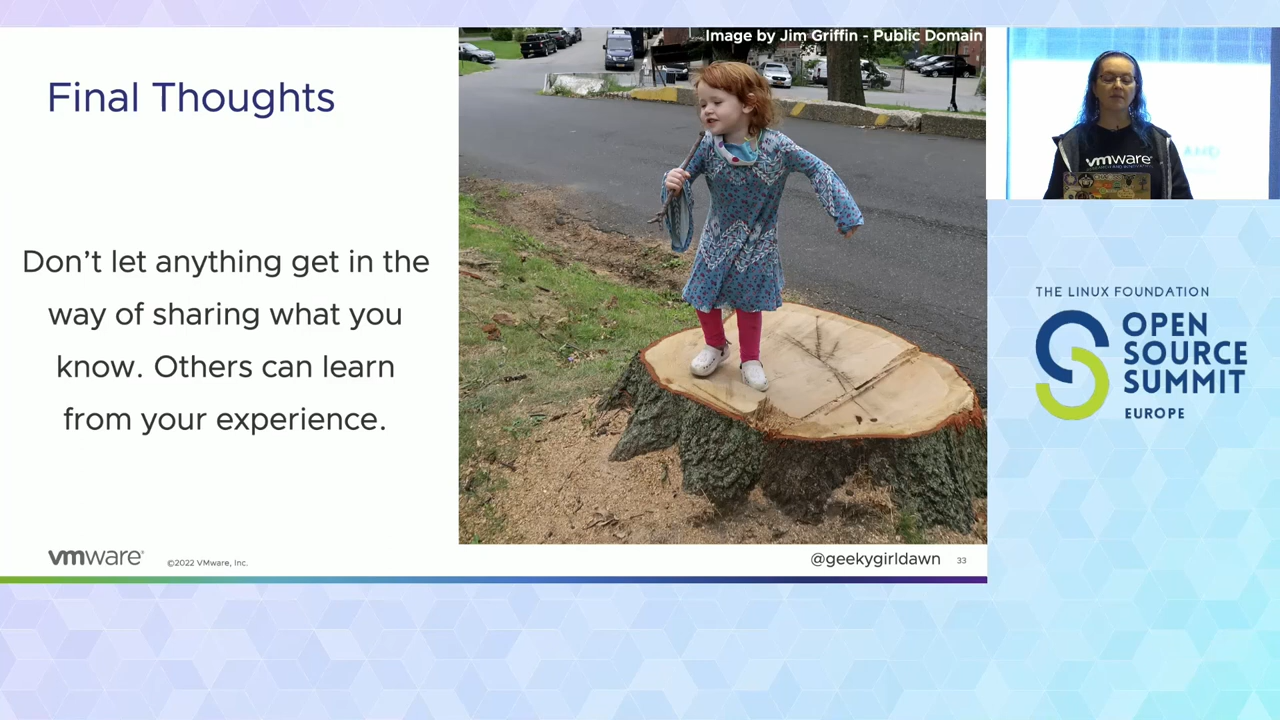 Final Thoughts
Don’t let anything get in the
way of sharing what you
know. Others can learn
from your experience.
Image by Jim Griffin - Public Domain
vmware®
©2022 VMware, Inc.
@geekygirldawn
33
vmware
THE LINUX FOUNDATION
OPEN
SOURCE
SUMMIT
EUROPE